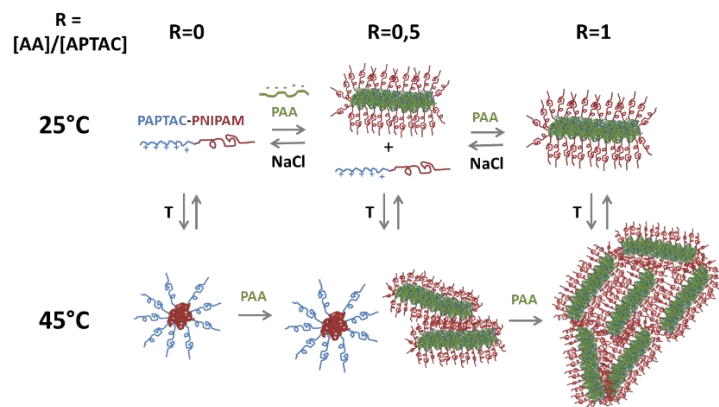 R =
[AA]/[APTAC]
R=0
R=0,5
R=1
25°C
PAPTAC-PNIPAM
PAA
NaCl
+
PAA
NaCl
T
T
T
45°C
PAA
PAA